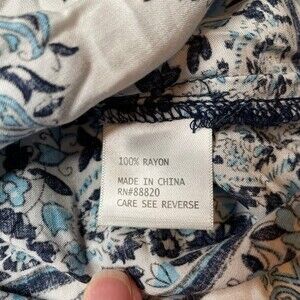 100% RAYON
MADE IN CHINA
RN#88820
CARE SEE REVERSE